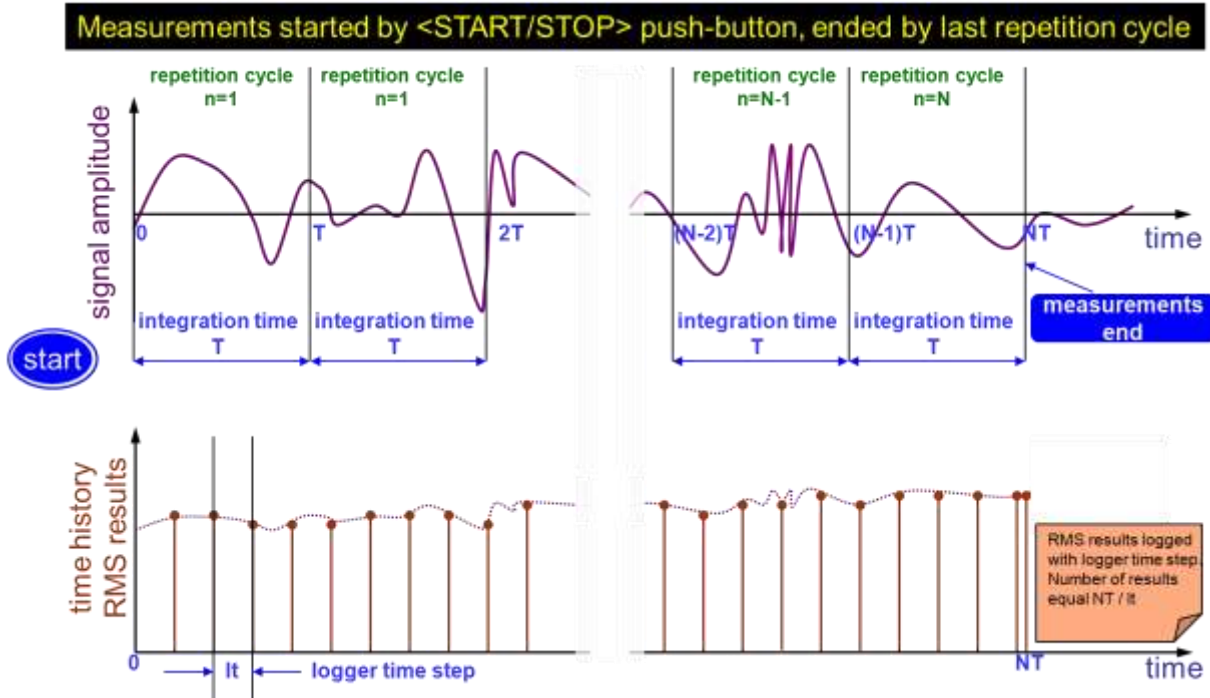 Measurements started by <START/STOP> push-button, ended by last repetition cycle
repetition cycle
n=1
repetition cycle
n=1
repetition cycle
n=N-1
repetition cycle
n=N
signal amplitude
0
T
2T
(N-2)T
(N-1)T
NT
time
integration time
T
integration time
T
integration time
T
integration time
T
measurements
end
start
time history
RMS results
RMS results logged
with logger time step.
Number of results
equal NT / lt
0
lt
logger time step
NT
time